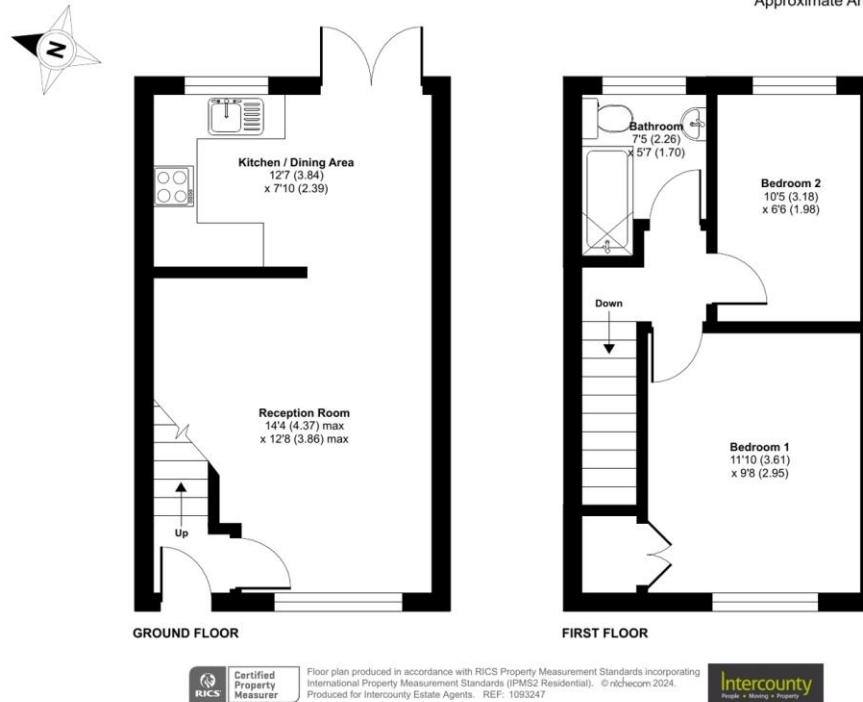 Approximate Ar
N
Kitchen / Dining Area
12'7 (3.84)
x 7'10 (2.39)
Reception Room
14'4 (4.37) max
x 12'8 (3.86) max
Up
GROUND FLOOR
Bathroom
7'5 (2.26)
x 5'7 (1.70)
Bedroom 2
10'5 (3.18)
x 6'6 (1.98)
Down
Bedroom 1
11'10 (3.61)
x 9'8 (2.95)
FIRST FLOOR
RICS
Certified
Property
Measurer
Floor plan produced in accordance with RICS Property Measurement Standards incorporating
International Property Measurement Standards (IPMS2 Residential). ©nichecom 2024.
Produced for Intercounty Estate Agents. REF: 1093247
Intercounty
People • Moving • Property